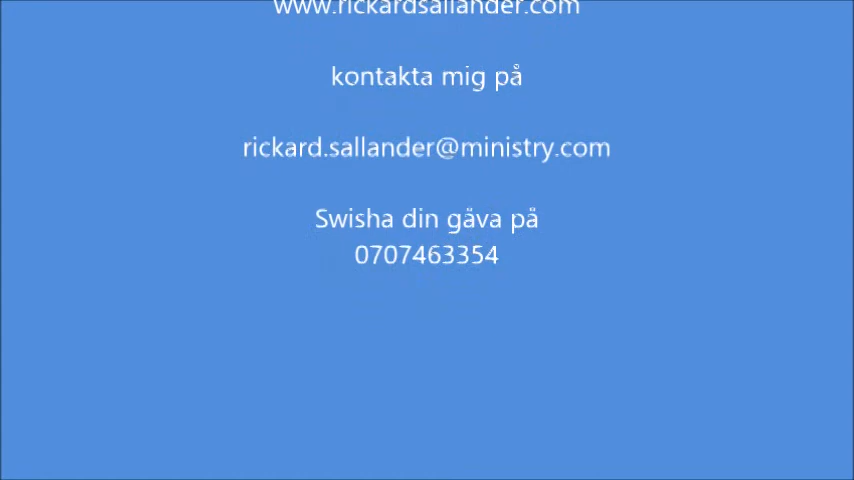 www.rickardsallander.com
kontakta mig på
rickard.sallander@ministry.com
Swisha din gåva på
0707463354